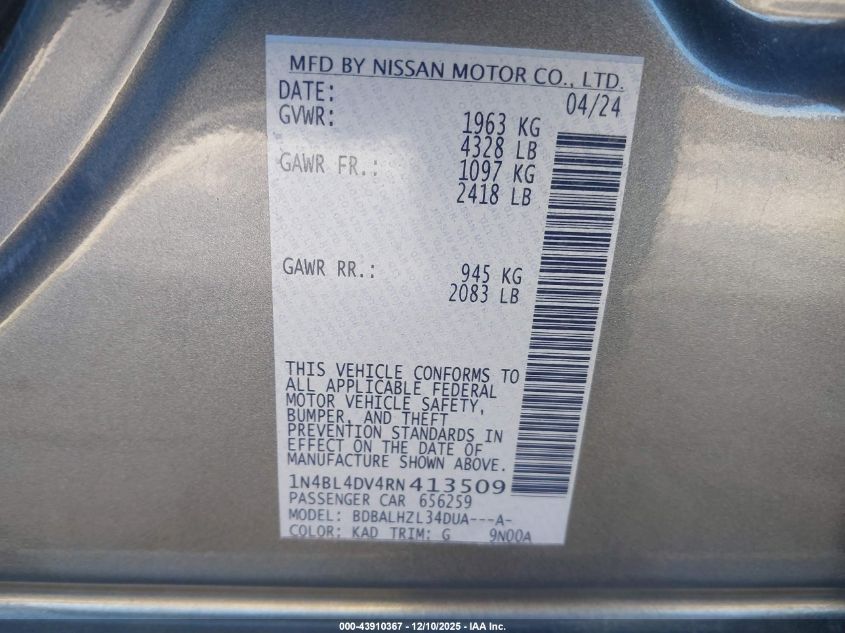 MFD BY NISSAN MOTOR CO., LTD.
DATE: 04/24
GVWR: 1963 KG
4328 LB
GAWR FR.: 1097 KG
2418 LB
GAWR RR.: 945 KG
2083 LB
THIS VEHICLE CONFORMS TO
ALL APPLICABLE FEDERAL
MOTOR VEHICLE SAFETY,
BUMPER, AND THEFT
PREVENTION STANDARDS IN
EFFECT ON THE DATE OF
MANUFACTURE SHOWN ABOVE.
1N4BL4DV4RN413509
PASSENGER CAR 656259
MODEL: BDBALHZL34DUA---A-
COLOR: KAD TRIM: G 9N00A
000-43910367 - 12/10/2025 - IAA Inc.